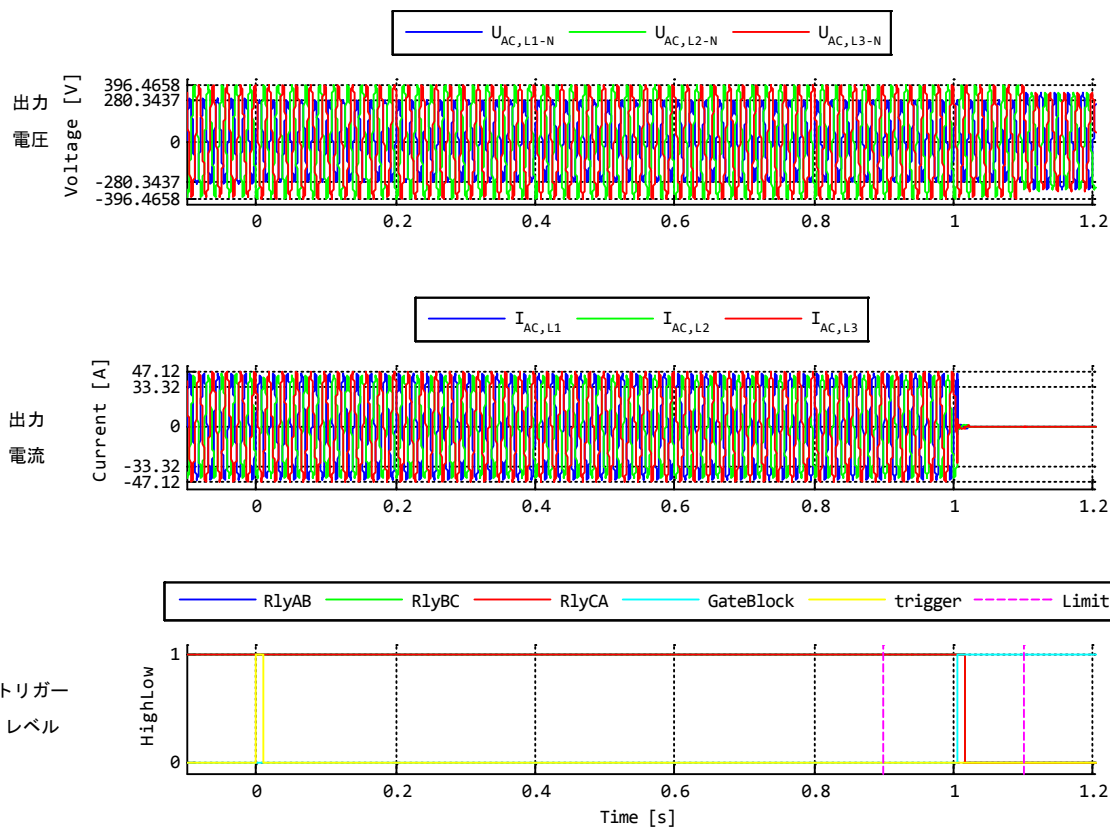 U_AC,L1-N U_AC,L2-N U_AC,L3-N
出力
電圧
Voltage [V]
396.4658
280.3437
0
-280.3437
-396.4658
0 0.2 0.4 0.6 0.8 1 1.2
I_AC,L1 I_AC,L2 I_AC,L3
出力
電流
Current [A]
47.12
33.32
0
-33.32
-47.12
0 0.2 0.4 0.6 0.8 1 1.2
RlyAB RlyBC RlyCA GateBlock trigger Limit
トリガー
レベル
HighLow
1
0
0 0.2 0.4 0.6 0.8 1 1.2
Time [s]